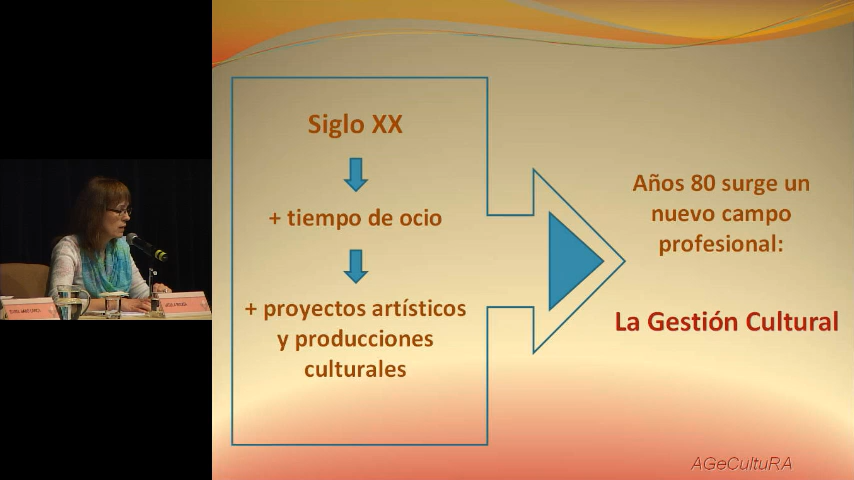 Siglo XX
+ tiempo de ocio
+ proyectos artísticos
y producciones
culturales
Años 80 surge un
nuevo campo
profesional:
La Gestión Cultural
AGeCultuRA